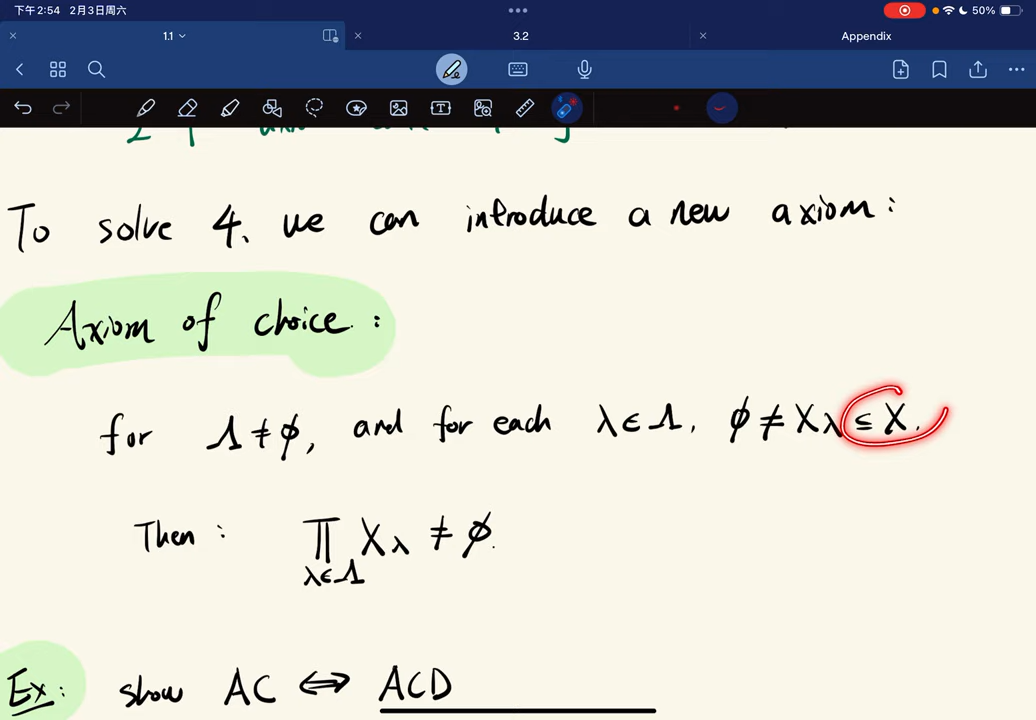 下午2:54 2月3日周六
50%
1.1
3.2
Appendix
To solve 4, we can introduce a new axiom:
Axiom of choice:
for Λ ≠ ϕ, and for each λ ∈ Λ, ϕ ≠ Xλ ⊆ X.
Then: ∏ Xλ ≠ ϕ.
λ∈Λ
Ex: show AC ⇔ ACD